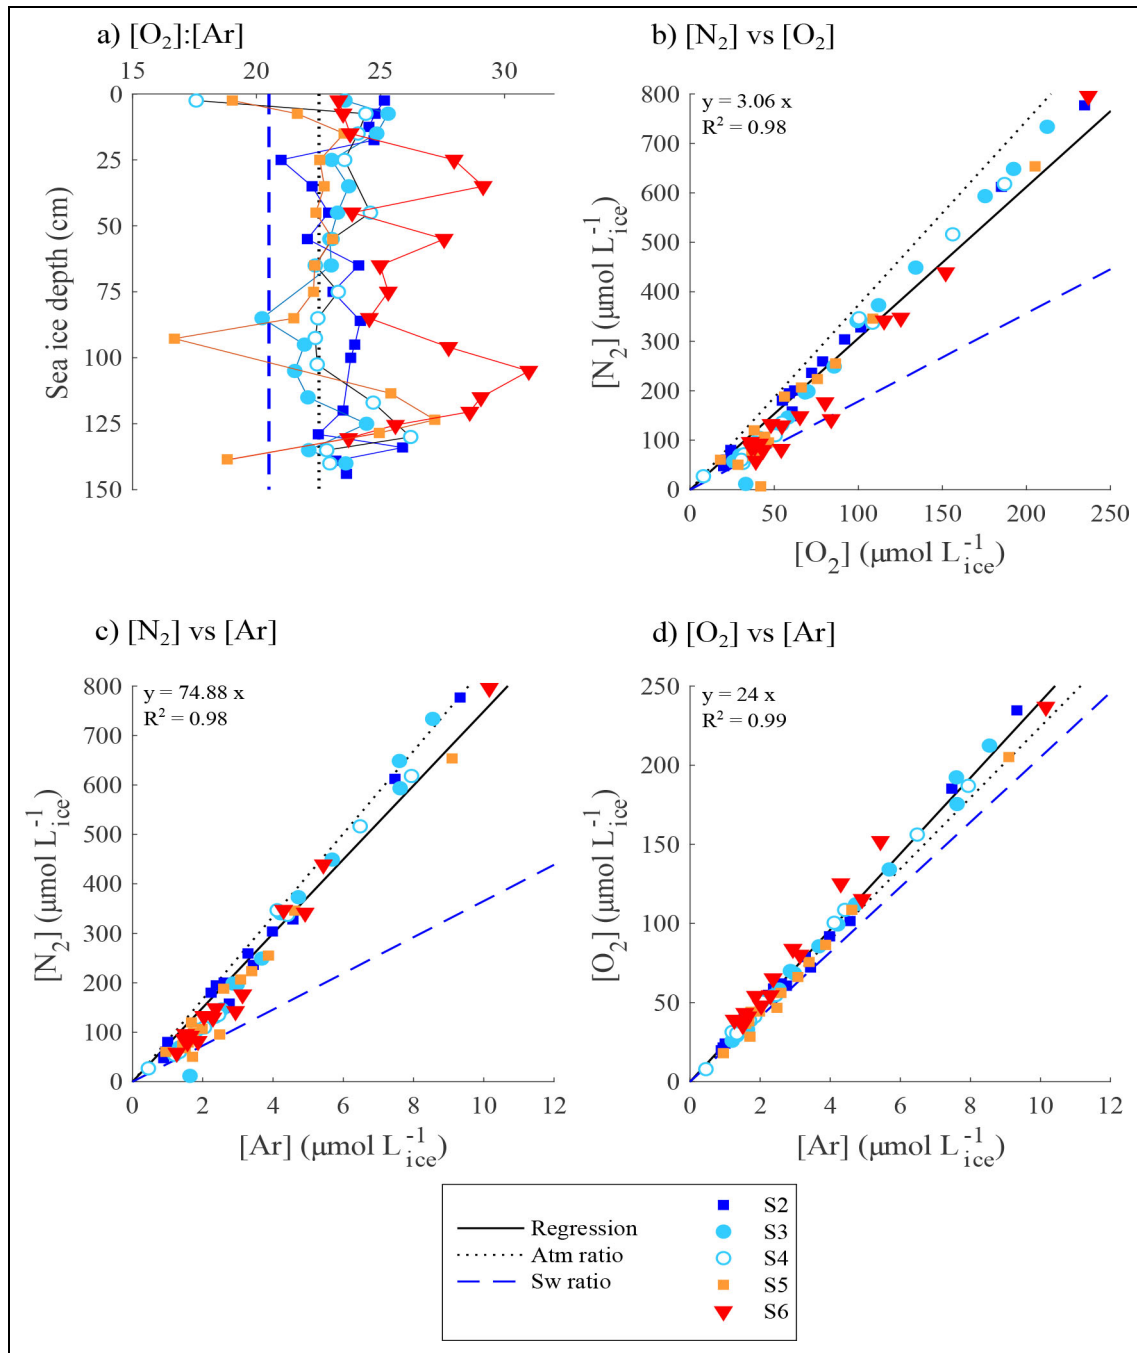 a) [O₂]:[Ar]
15 20 25 30
0
25
50
75
100
125
150
Sea ice depth (cm)
b) [N₂] vs [O₂]
y = 3.06 x
R² = 0.98
800
700
600
500
400
300
200
100
0
[N₂] (μmol L⁻¹ice)
0 50 100 150 200 250
[O₂] (μmol L⁻¹ice)
c) [N₂] vs [Ar]
y = 74.88 x
R² = 0.98
800
700
600
500
400
300
200
100
0
[N₂] (μmol L⁻¹ice)
0 2 4 6 8 10 12
[Ar] (μmol L⁻¹ice)
d) [O₂] vs [Ar]
y = 24 x
R² = 0.99
250
200
150
100
50
0
[O₂] (μmol L⁻¹ice)
0 2 4 6 8 10 12
[Ar] (μmol L⁻¹ice)
Regression
Atm ratio
Sw ratio
S2
S3
S4
S5
S6